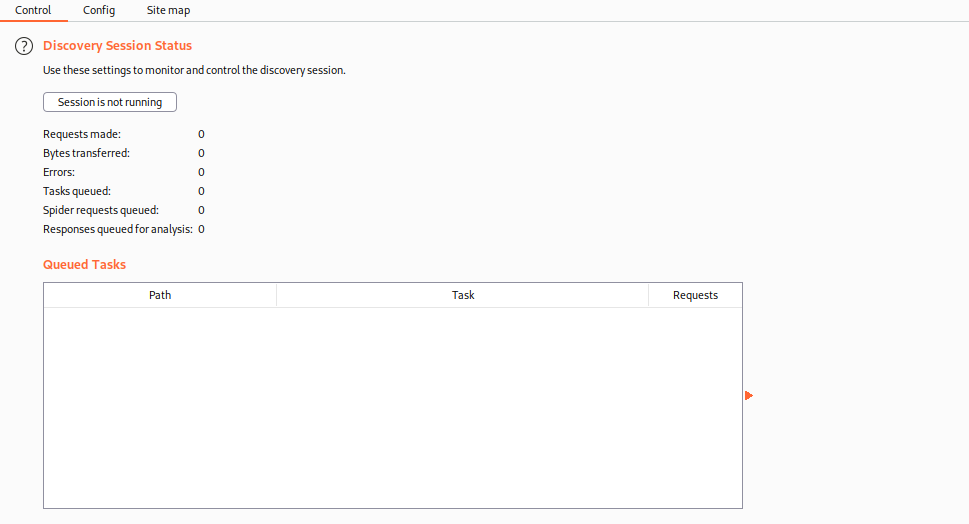 Control Config Site map
? Discovery Session Status
Use these settings to monitor and control the discovery session.
Session is not running
Requests made: 0
Bytes transferred: 0
Errors: 0
Tasks queued: 0
Spider requests queued: 0
Responses queued for analysis: 0
Queued Tasks
Path Task Requests